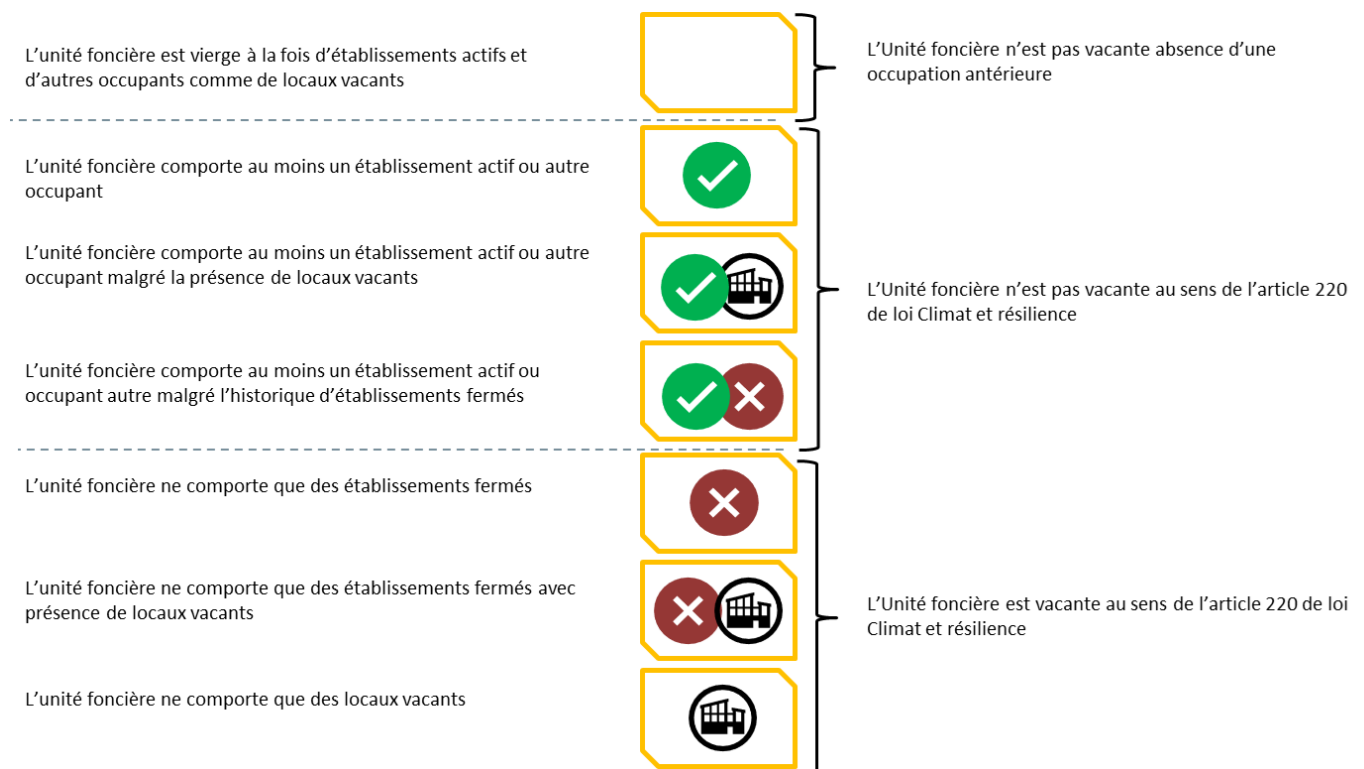 L'unité foncière est vierge à la fois d'établissements actifs et
d'autres occupants comme de locaux vacants
L'Unité foncière n'est pas vacante absence d'une
occupation antérieure
L'unité foncière comporte au moins un établissement actif ou autre
occupant
L'unité foncière comporte au moins un établissement actif ou autre
occupant malgré la présence de locaux vacants
L'unité foncière comporte au moins un établissement actif ou
occupant autre malgré l'historique d'établissements fermés
L'Unité foncière n'est pas vacante au sens de l'article 220
de loi Climat et résilience
L'unité foncière ne comporte que des établissements fermés
L'unité foncière ne comporte que des établissements fermés avec
présence de locaux vacants
L'unité foncière ne comporte que des locaux vacants
L'Unité foncière est vacante au sens de l'article 220 de loi
Climat et résilience